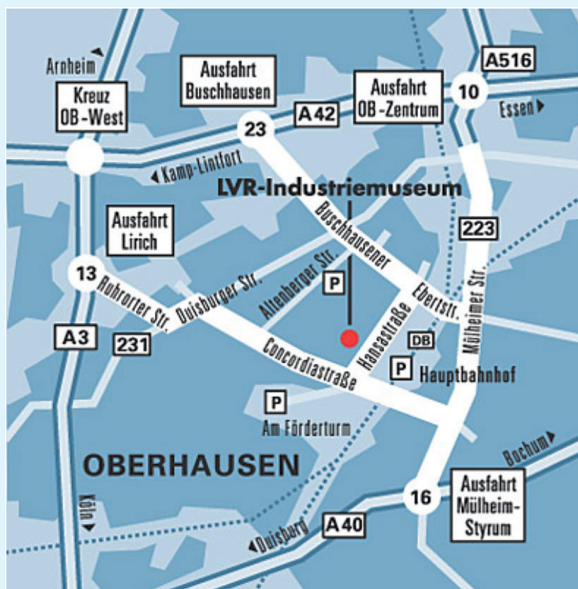 Arnheim
Kreuz
OB-West
Ausfahrt
Buschhausen
23
A 42
Ausfahrt
OB-Zentrum
10
A516
Essen
Kamp-Lintfort
LVR-Industriemuseum
223
Ausfahrt
Lirich
13
Ruhrorter Str.
Duisburger Str.
Altenberger Str.
P
Buschhausener
Ebertstr.
Mülheimer Str.
A3
231
Concordiastraße
Hansastraße
DB
P
Hauptbahnhof
P
Am Förderturm
OBERHAUSEN
Köln
Duisburg
A 40
16
Bochum
Ausfahrt
Mülheim-
Styrum